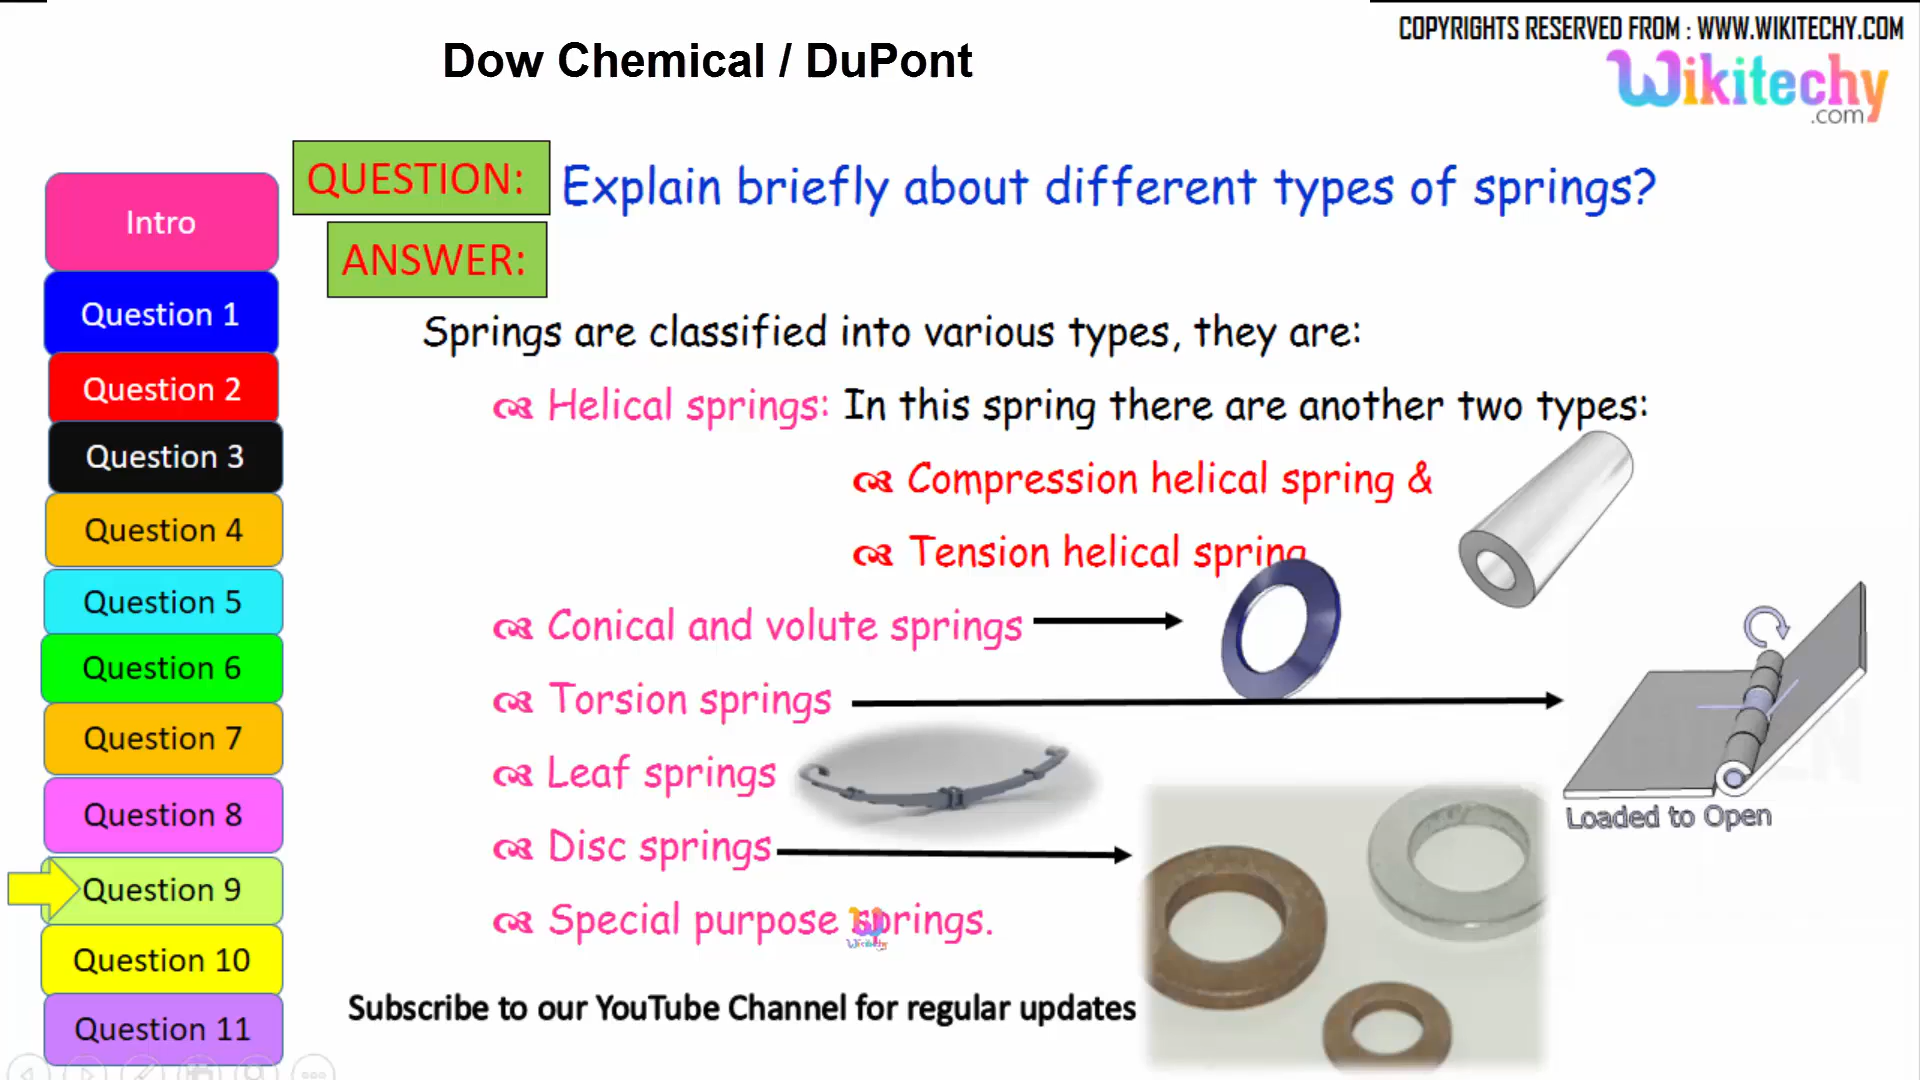 COPYRIGHTS RESERVED FROM : WWW.WIKITECHY.COM
Dow Chemical / DuPont
Wikitechy
.com
QUESTION: Explain briefly about different types of springs?
ANSWER:
Intro
Question 1
Question 2
Question 3
Question 4
Question 5
Question 6
Question 7
Question 8
Question 9
Question 10
Question 11
Springs are classified into various types, they are:
Helical springs: In this spring there are another two types:
Compression helical spring &
Tension helical spring
Conical and volute springs
Torsion springs
Leaf springs
Disc springs
Special purpose springs.
Loaded to Open
Wikitechy
Subscribe to our YouTube Channel for regular updates